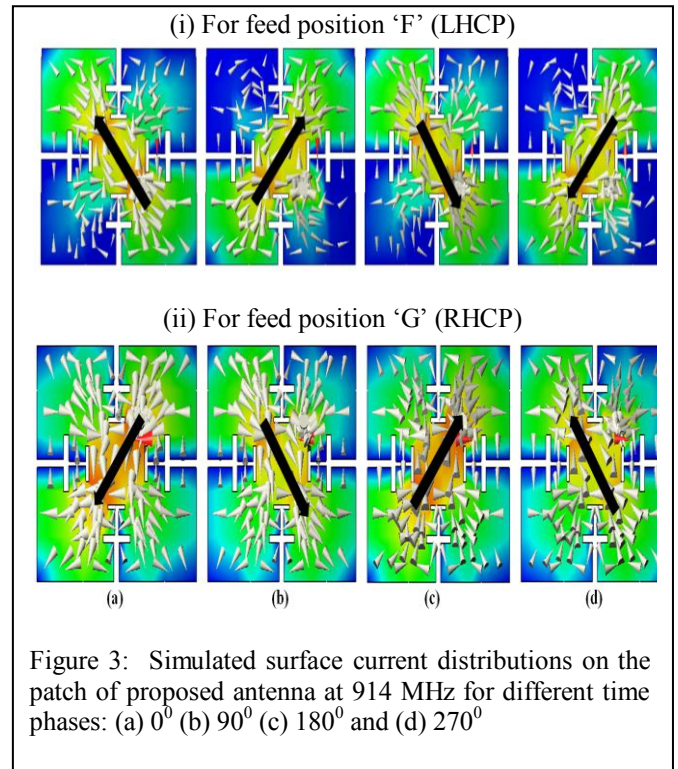 (i) For feed position ‘F’ (LHCP)
(ii) For feed position ‘G’ (RHCP)
(a) (b) (c) (d)
Figure 3: Simulated surface current distributions on the
patch of proposed antenna at 914 MHz for different time
phases: (a) 0⁰ (b) 90⁰ (c) 180⁰ and (d) 270⁰